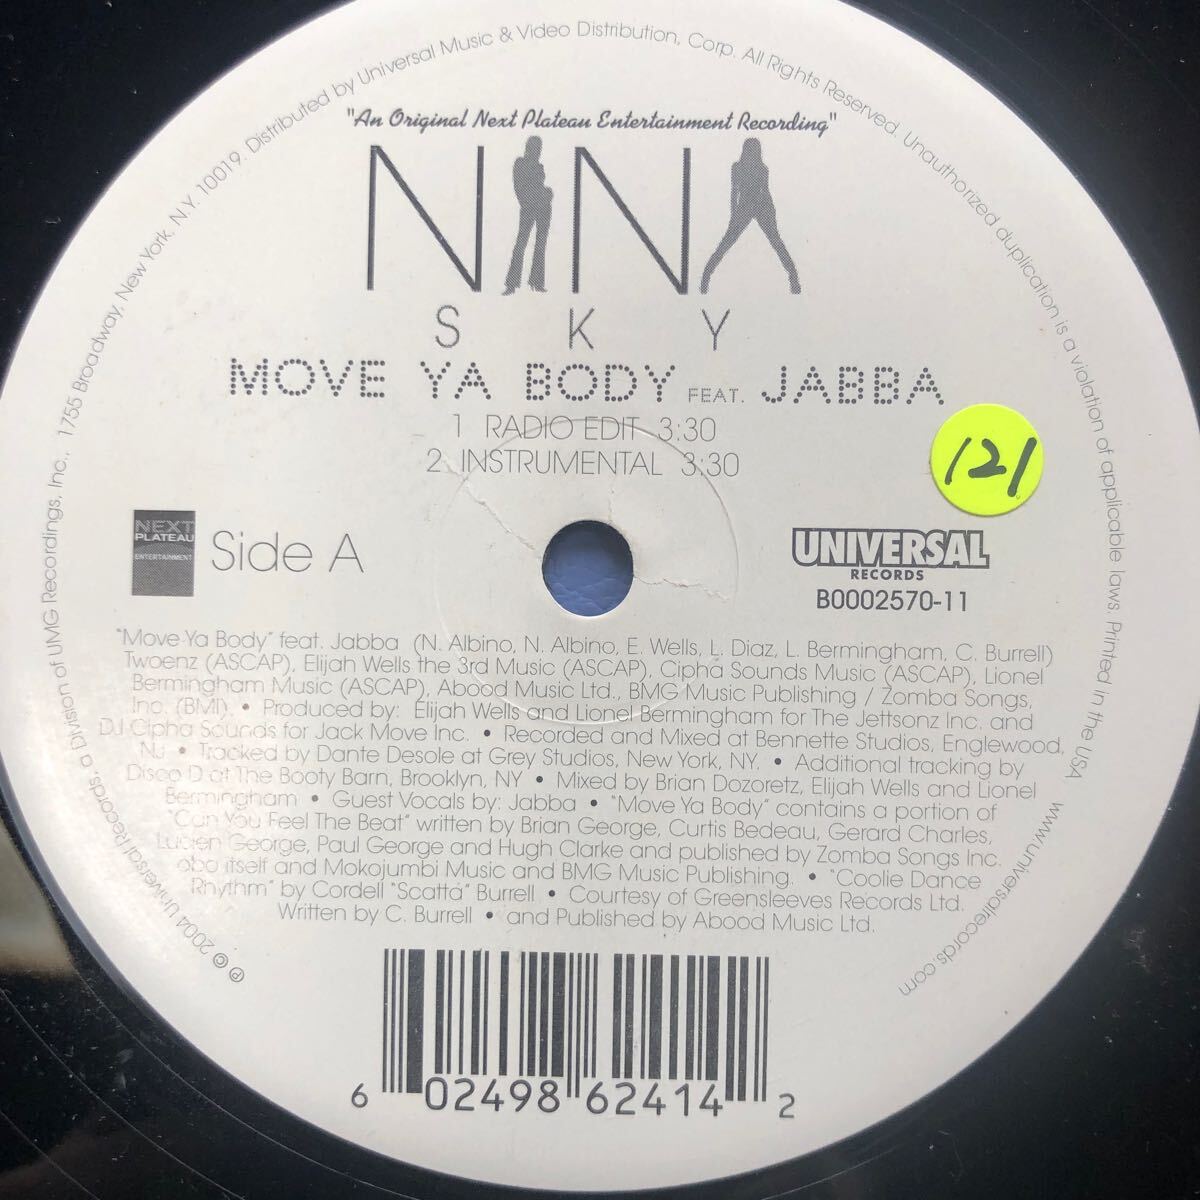 "An Original Next Plateau Entertainment Recording"
NINA
SKY
MOVE YA BODY FEAT. JABBA
1 RADIO EDIT 3:30
2 INSTRUMENTAL 3:30
121
NEXT
PLATEAU
ENTERTAINMENT
Side A
UNIVERSAL
RECORDS
B0002570-11
"Move Ya Body" feat. Jabba (N. Albino, N. Albino, E. Wells, L. Diaz, L. Bermingham, C. Burrell)
Twoenz (ASCAP), Elijah Wells the 3rd Music (ASCAP), Cipha Sounds Music (ASCAP), Lionel
Bermingham Music (ASCAP), Abood Music Ltd., BMG Music Publishing / Zomba Songs,
Inc. (BMI). • Produced by: Elijah Wells and Lionel Bermingham for The Jettsonz Inc. and
DJ Cipha Sounds for Jack Move Inc. • Recorded and Mixed at Bennette Studios, Englewood,
NJ • Tracked by Dante Desole at Grey Studios, New York, NY. • Additional tracking by
Disco D at The Booty Barn, Brooklyn, NY • Mixed by Brian Dozoretz, Elijah Wells and Lionel
Bermingham • Guest Vocals by: Jabba • "Move Ya Body" contains a portion of
"Can You Feel The Beat" written by Brian George, Curtis Bedeau, Gerard Charles,
Lucien George, Paul George and Hugh Clarke and published by Zomba Songs Inc.
obo itself and Mokojumbi Music and BMG Music Publishing. • "Coolie Dance
Rhythm" by Cordell "Scatta" Burrell • Courtesy of Greensleeves Records Ltd.
Written by C. Burrell • and Published by Abood Music Ltd.
6 02498 62414 2
℗ © 2004 Universal Records, a Division of UMG Recordings, Inc., 1755 Broadway, New York, N.Y. 10019. Distributed by Universal Music & Video Distribution, Corp. All Rights Reserved. Unauthorized duplication is a violation of applicable laws. Printed in the USA www.universalrecords.com